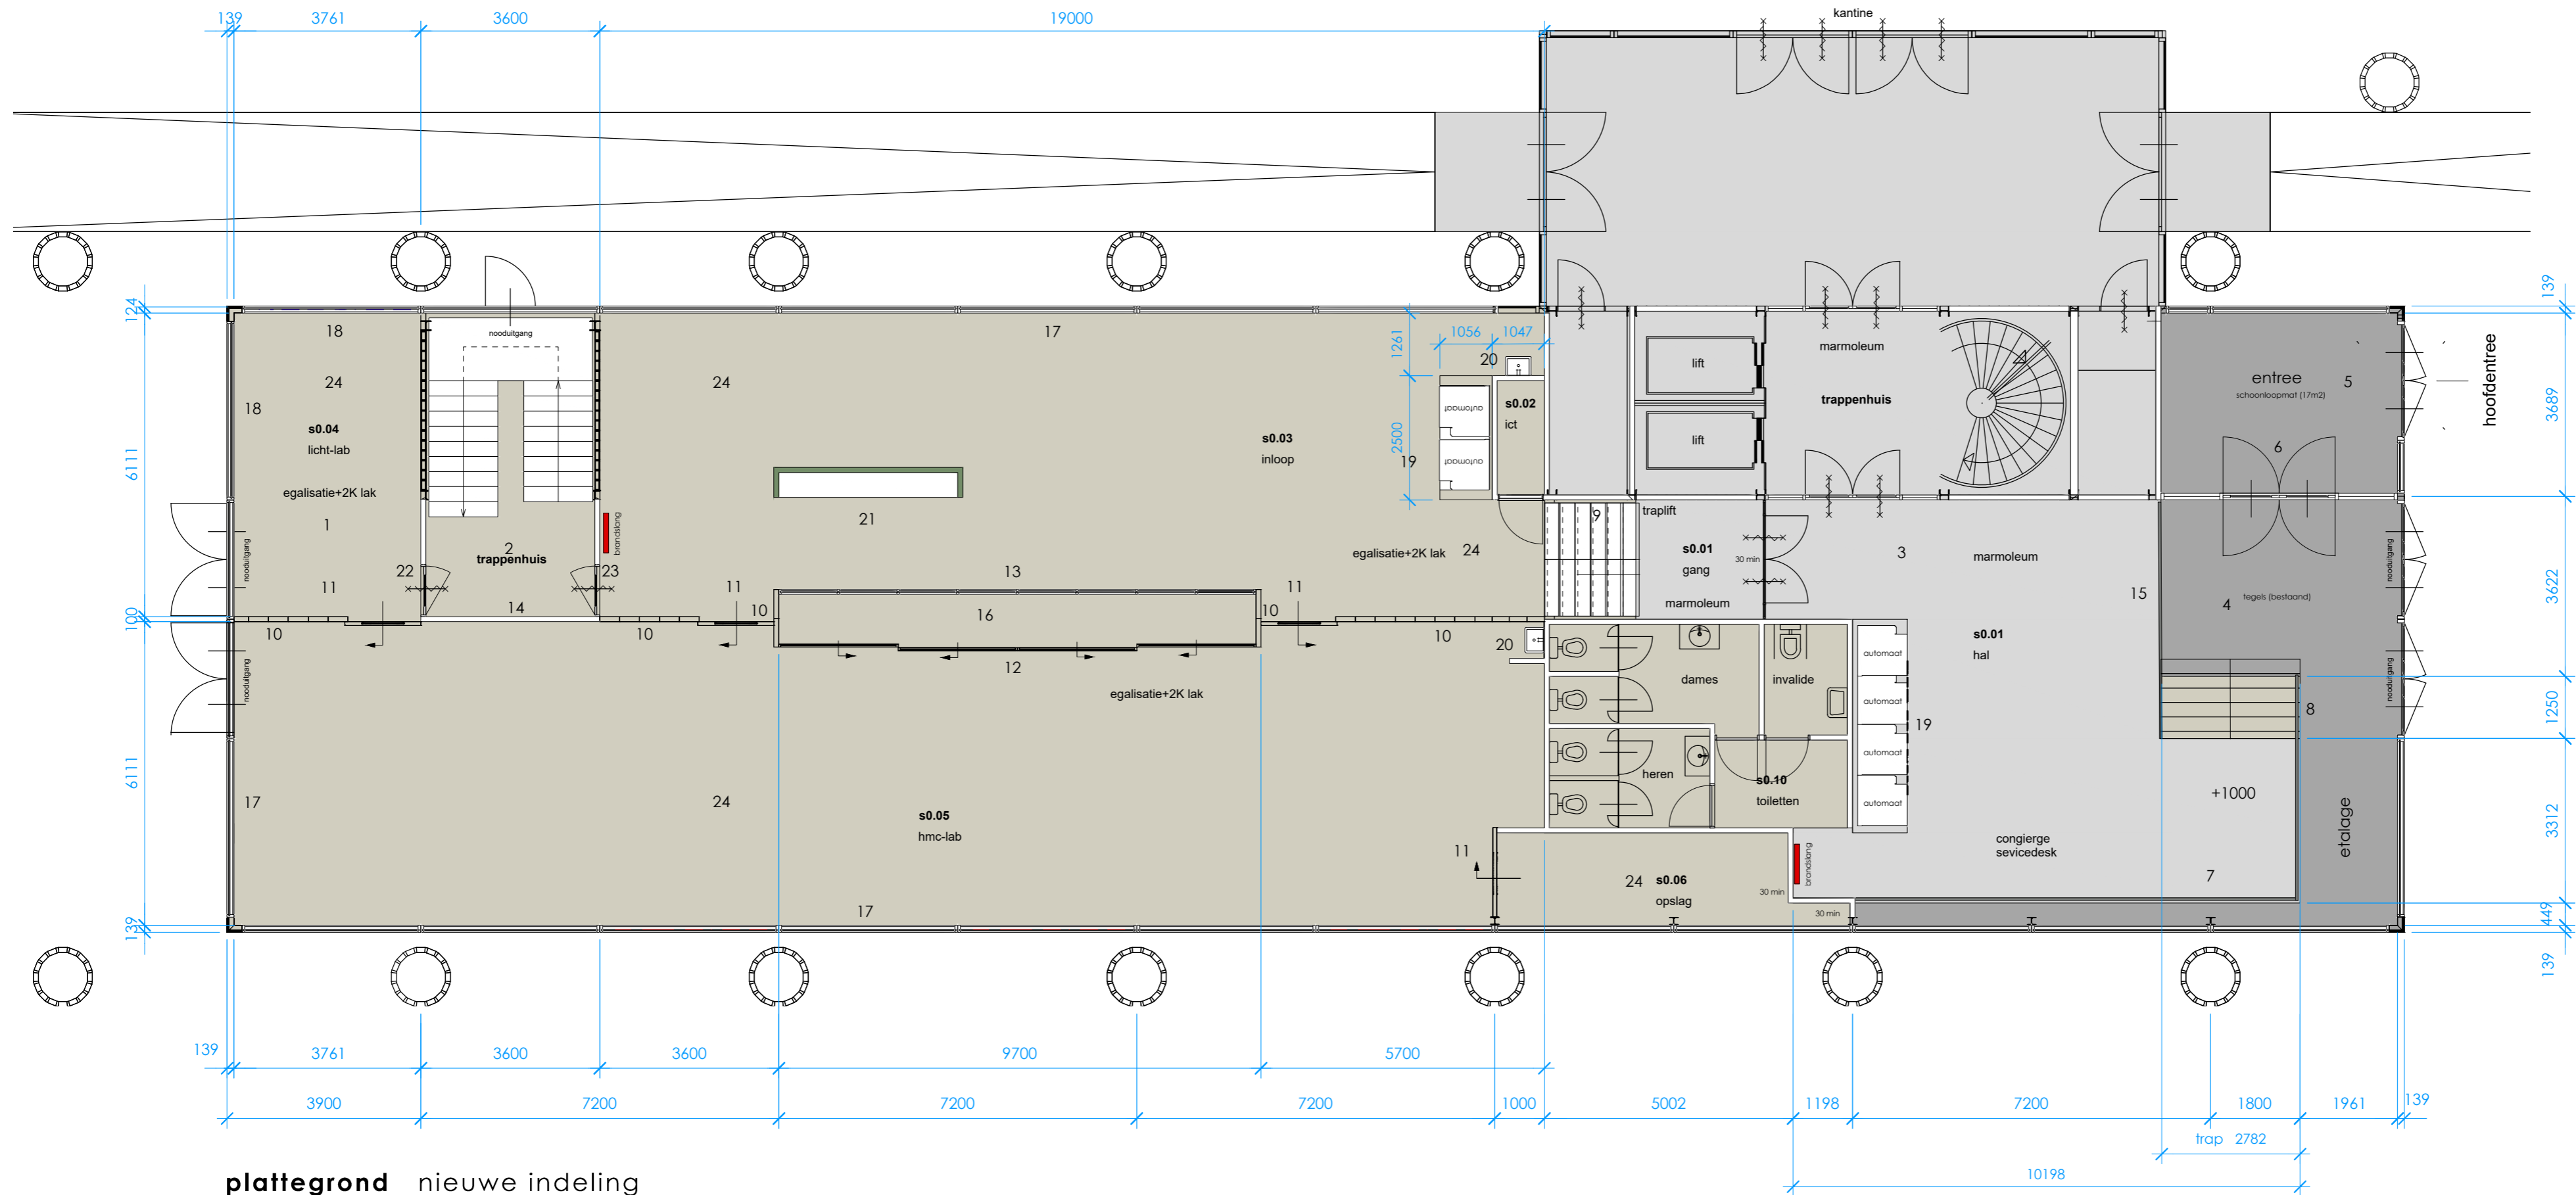 kantine
139 3761 3600 19000
124
139
nooduitgang
18
17
1056 1047
1261
20
marmoleum
lift
24
24
18
s0.04
licht-lab
s0.03
inloop
automaat
s0.02
ict
2500
19
automaat
lift
trappenhuis
entree
schoonloopmat (17m2)
5
hoofdentree
3689
6
6111
egalisatie+2K lak
1
21
brandslang
9
traplift
nooduitgang
2
trappenhuis
egalisatie+2K lak 24
s0.01
gang
30 min
3
marmoleum
nooduitgang
3622
22
23
11
14
11
10
13
16
11
10
marmoleum
15
4
tegels (bestaand)
100
10
10
10
20
12
s0.01
hal
nooduitgang
egalisatie+2K lak
dames
invalide
automaat
automaat
automaat
automaat
19
nooduitgang
8
1250
6111
17
24
s0.05
hmc-lab
heren
s0.10
toiletten
+1000
3312
etalage
congierge
sevicedesk
11
24
s0.06
opslag
brandslang
30 min
30 min
7
17
449
139
139
139 3761 3600 3600 9700 5700
3900 7200 7200 7200 1000 5002 1198 7200 1800 1961 139
trap 2782
10198
plattegrond nieuwe indeling